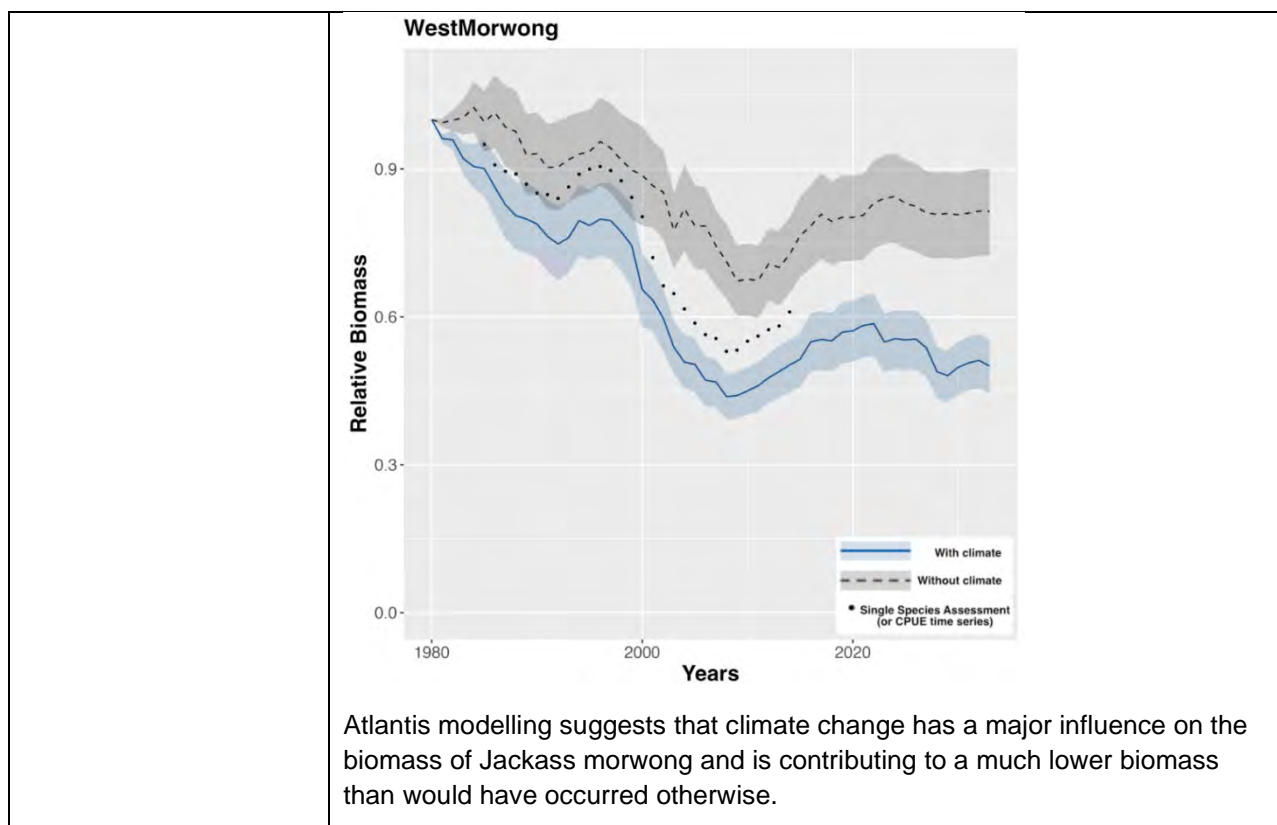 WestMorwong
Relative Biomass
0.9
0.6
0.3
0.0
With climate
Without climate
Single Species Assessment
(or CPUE time series)
1980
2000
2020
Years
Atlantis modelling suggests that climate change has a major influence on the
biomass of Jackass morwong and is contributing to a much lower biomass
than would have occurred otherwise.